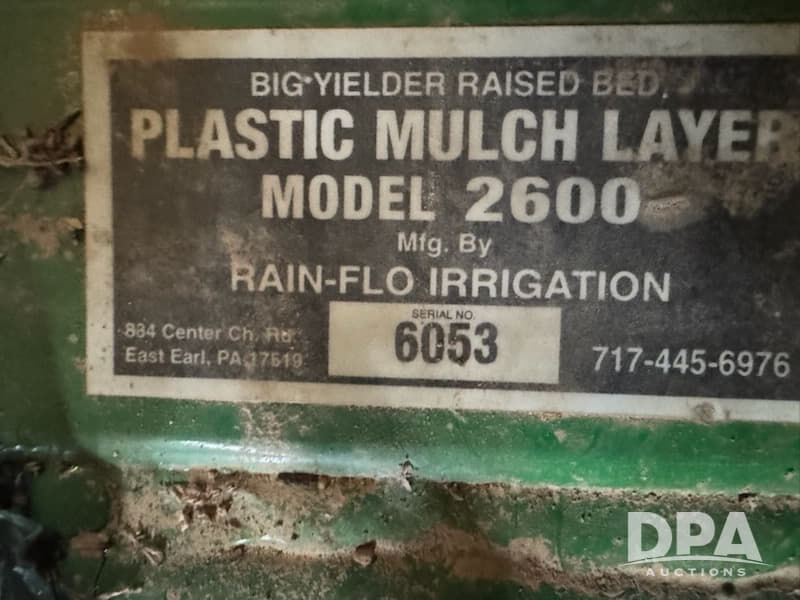 BIG YIELDER RAISED BED
PLASTIC MULCH LAYER
MODEL 2600
Mfg. By
RAIN-FLO IRRIGATION
884 Center Ch. Rd.
East Earl, PA 17519
SERIAL NO.
6053
717-445-6976
DPA
AUCTIONS